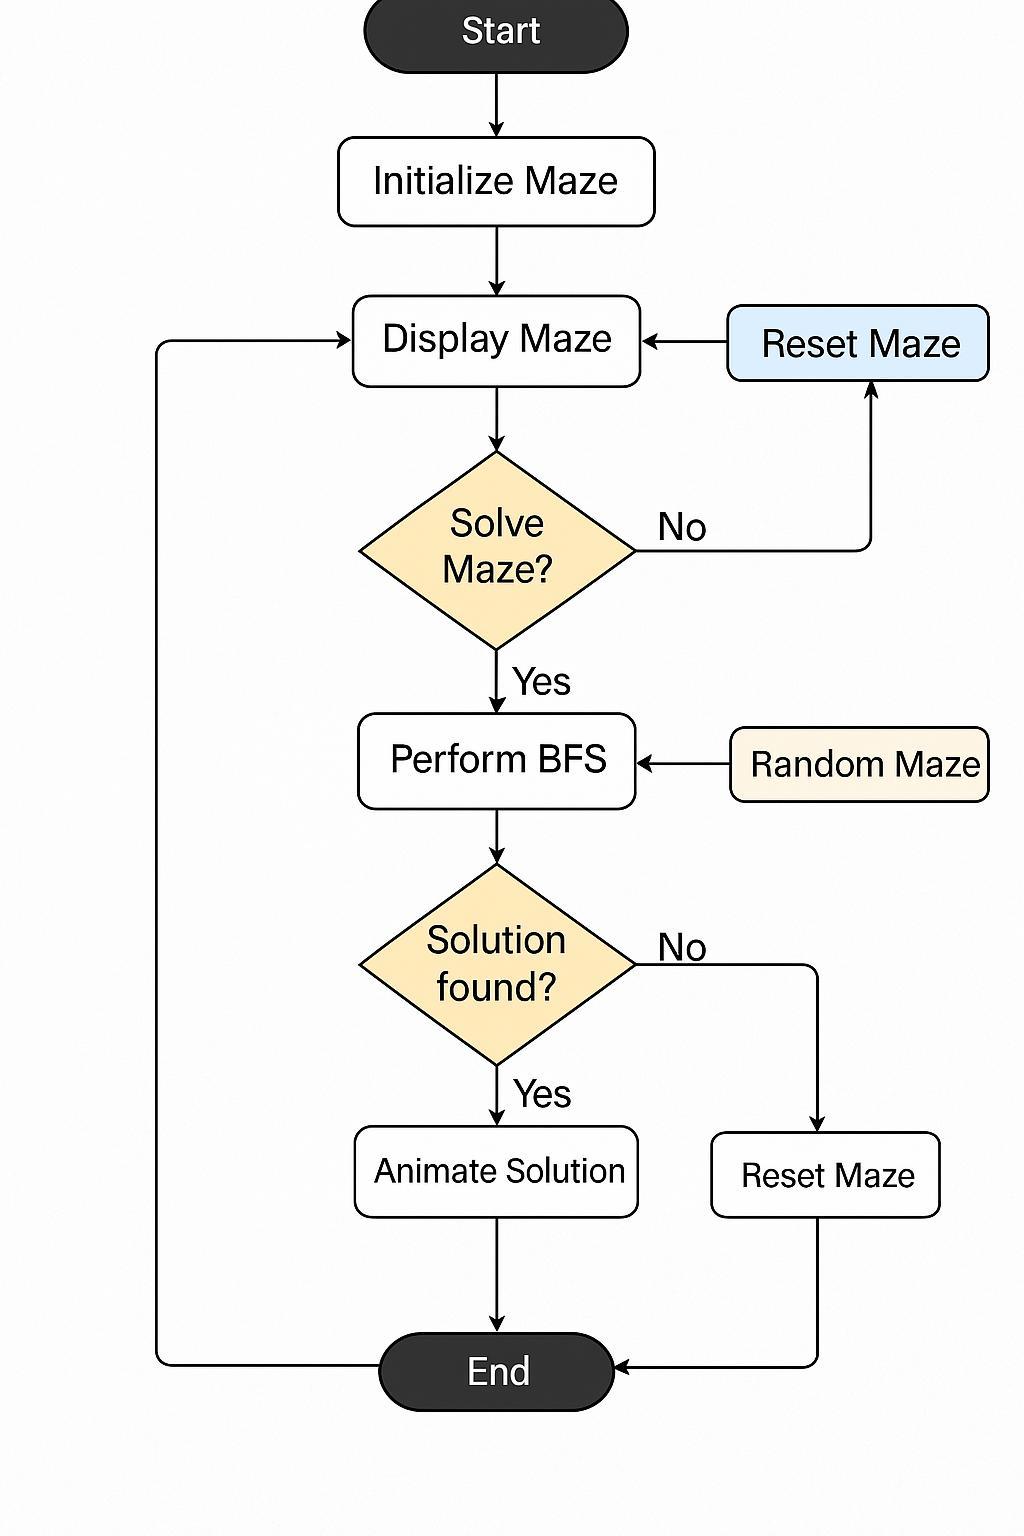 Start
Initialize Maze
Display Maze
Reset Maze
Solve
Maze?
No
Yes
Perform BFS
Random Maze
Solution
found?
No
Yes
Animate Solution
Reset Maze
End